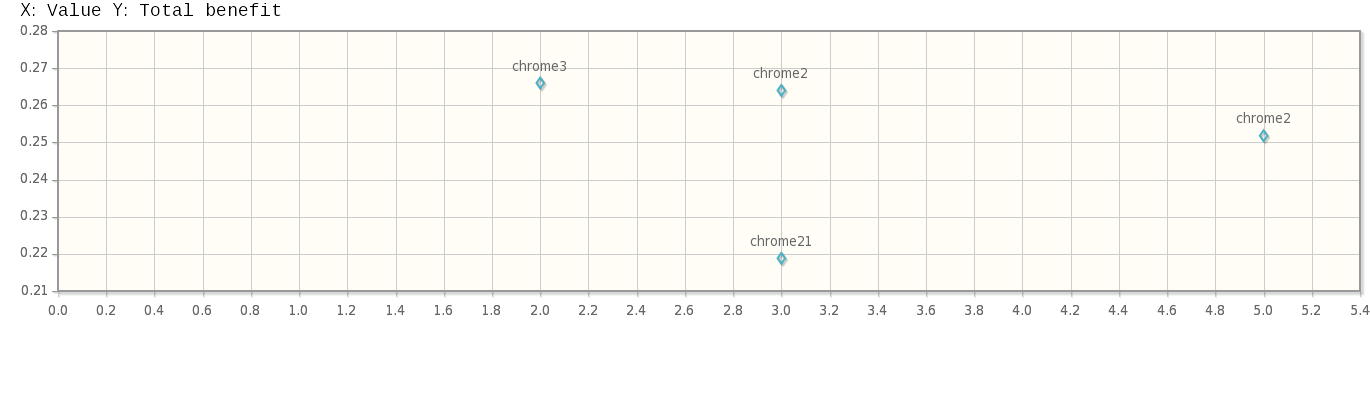 X: Value Y: Total benefit
0.28
0.27
0.26
0.25
0.24
0.23
0.22
0.21
chrome3
chrome2
chrome2
chrome21
0.0 0.2 0.4 0.6 0.8 1.0 1.2 1.4 1.6 1.8 2.0 2.2 2.4 2.6 2.8 3.0 3.2 3.4 3.6 3.8 4.0 4.2 4.4 4.6 4.8 5.0 5.2 5.4